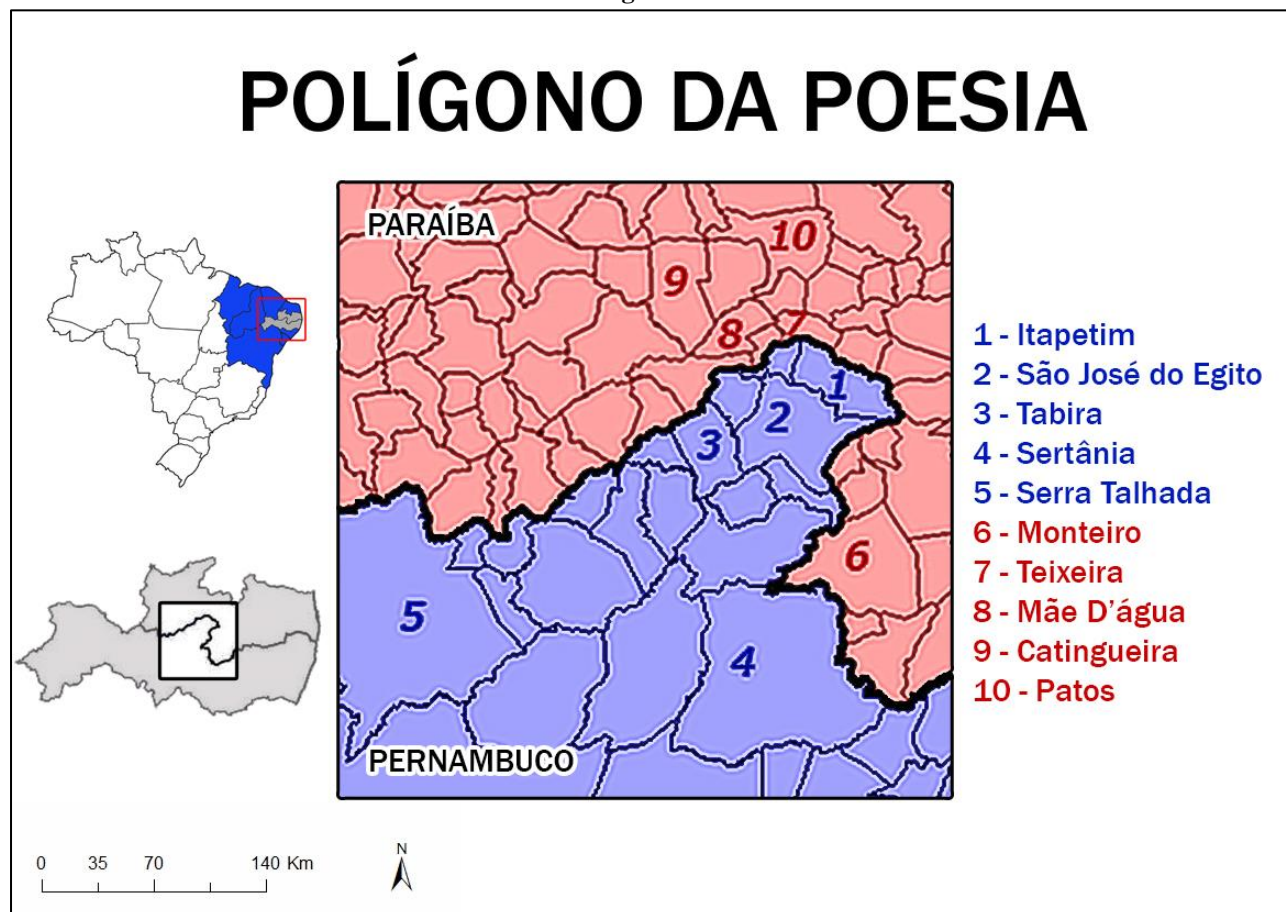 POLÍGONO DA POESIA
PARAÍBA
10
9
8
7
1
2
3
6
5
4
PERNAMBUCO
1 - Itapetim
2 - São José do Egito
3 - Tabira
4 - Sertânia
5 - Serra Talhada
6 - Monteiro
7 - Teixeira
8 - Mãe D'água
9 - Catingueira
10 - Patos
0 35 70 140 Km
N